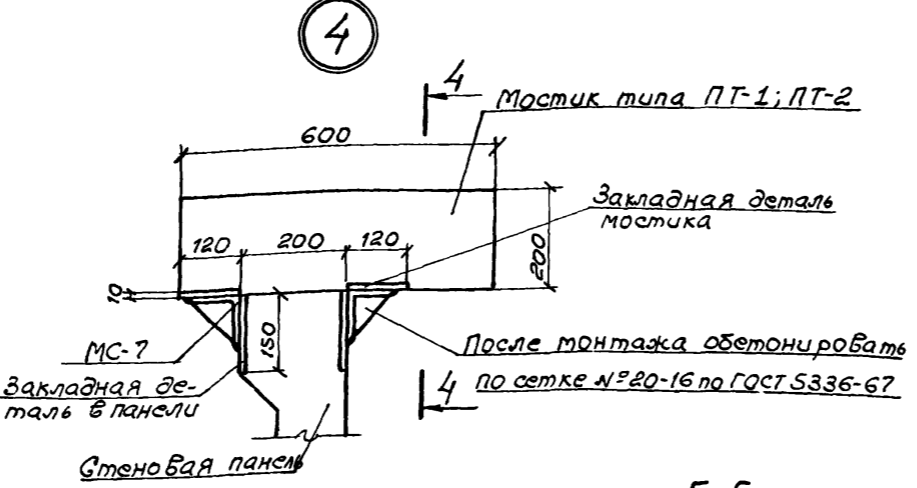 4
4
Мостик типа ПТ-1; ПТ-2
600
Закладная деталь
мостика
120
200
120
200
10
150
МС-7
После монтажа обетонировать
по сетке №20-16 по ГОСТ 5336-67
Закладная де-
таль в панели
4
Стеновая панель